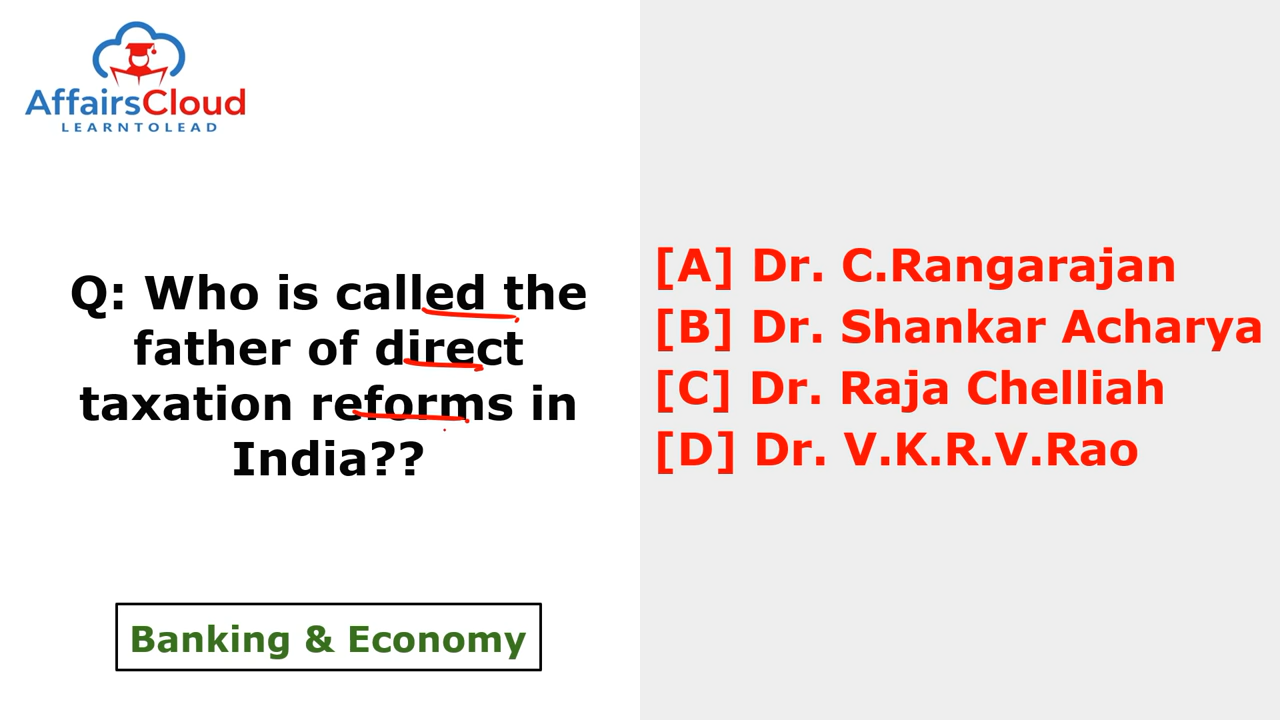 AffairsCloud
LEARNTOLEAD
Q: Who is called the
father of direct
taxation reforms in
India??
Banking & Economy
[A] Dr. C.Rangarajan
[B] Dr. Shankar Acharya
[C] Dr. Raja Chelliah
[D] Dr. V.K.R.V.Rao